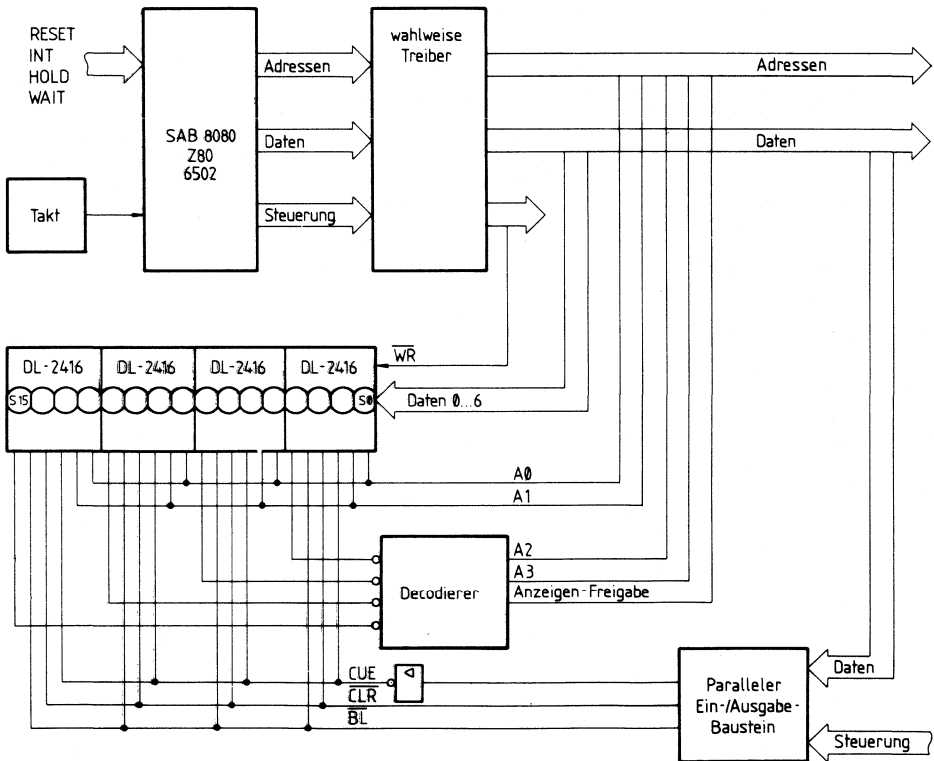 RESET
INT
HOLD
WAIT
Takt
SAB 8080
Z80
6502
Adressen
Daten
Steuerung
wahlweise
Treiber
Adressen
Daten
DL-2416
DL-2416
DL-2416
DL-2416
S15
S0
WR
Daten 0...6
A0
A1
A2
A3
Anzeigen-Freigabe
Decodierer
CUE
CLR
BL
Paralleler
Ein-/Ausgabe-
Baustein
Daten
Steuerung